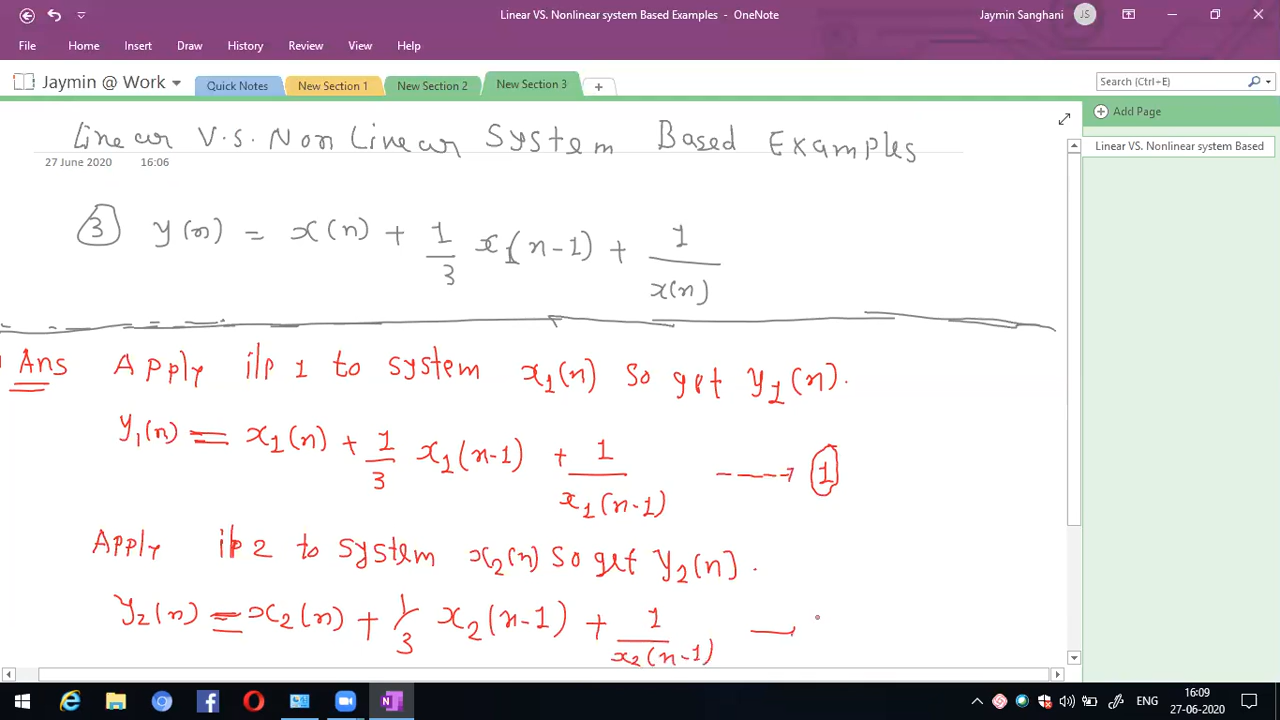 Linear VS. Nonlinear system Based Examples - OneNote
Jaymin Sanghani
JS
File Home Insert Draw History Review View Help
Jaymin @ Work
Quick Notes
New Section 1
New Section 2
New Section 3
Search (Ctrl+E)
Add Page
Linear VS. Nonlinear system Based
Linear V.S. Non Linear System Based Examples
27 June 2020 16:06
3 y(n) = x(n) + 1/3 x(n-1) + 1/x(n)
Ans Apply i/p 1 to system x₁(n) so get y₁(n).
y₁(n) = x₁(n) + 1/3 x₁(n-1) + 1/x₁(n-1) ----→ 1
Apply i/p 2 to system x₂(n) so get y₂(n).
y₂(n) = x₂(n) + 1/3 x₂(n-1) + 1/x₂(n-1) —
ENG
16:09
27-06-2020